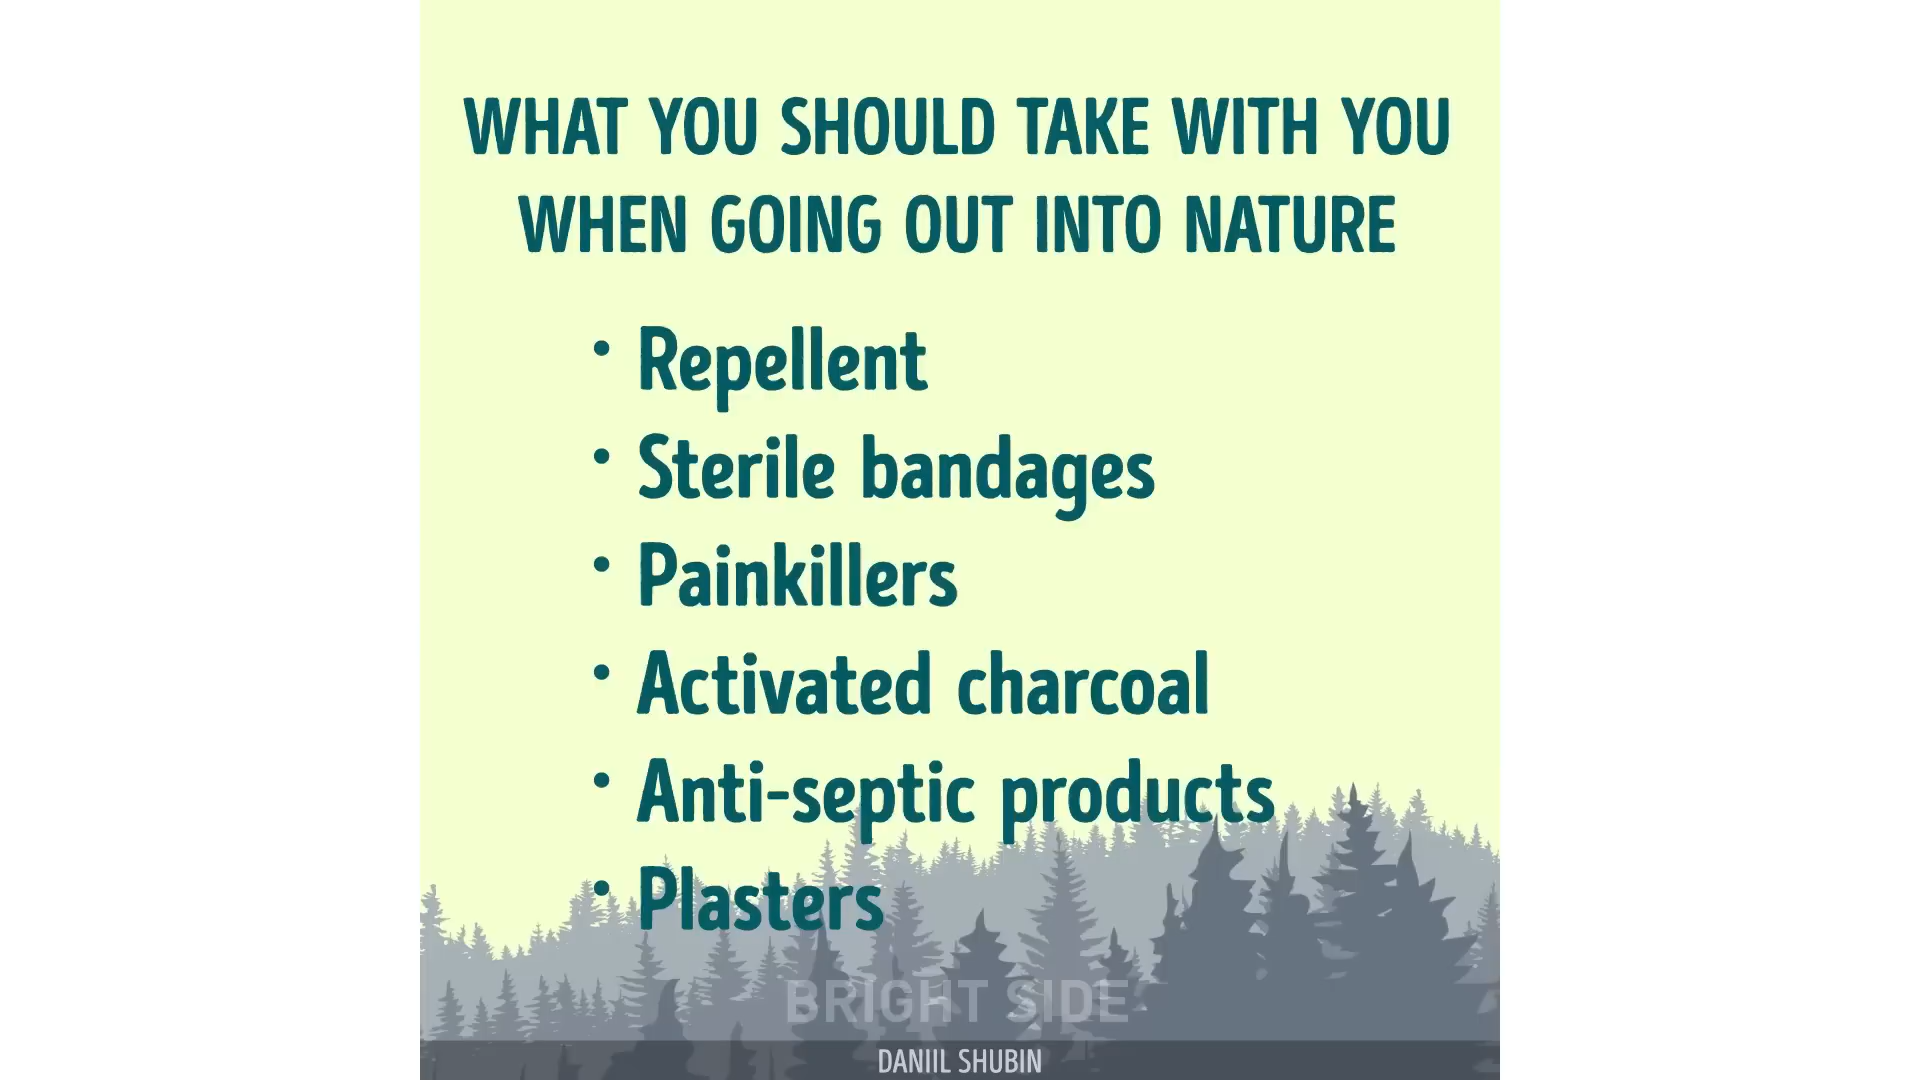 WHAT YOU SHOULD TAKE WITH YOU
WHEN GOING OUT INTO NATURE
• Repellent
• Sterile bandages
• Painkillers
• Activated charcoal
• Anti-septic products
• Plasters
BRIGHT SIDE
DANIIL SHUBIN